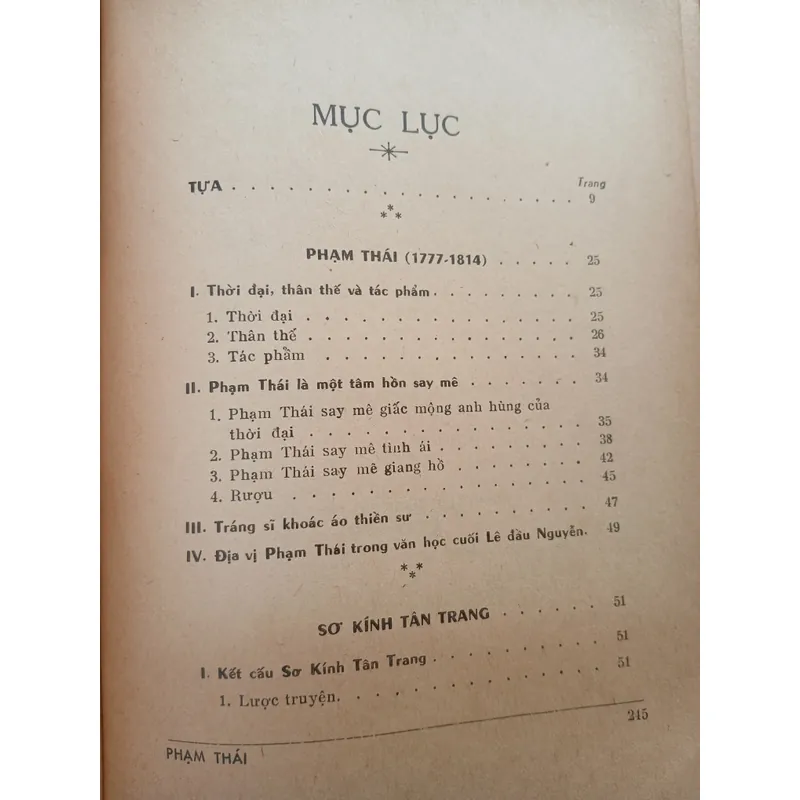 MỤC LỤC
Trang
TỰA . . . . . . . . . . . . . . . . . . . 9
* * *
PHẠM THÁI (1777-1814) . . . . . 25
I. Thời đại, thân thế và tác phẩm . . . . . . . . . 25
1. Thời đại . . . . . . . . . . . . . . 25
2. Thân thế . . . . . . . . . . . . . . 26
3. Tác phẩm . . . . . . . . . . . . . 34
II. Phạm Thái là một tâm hồn say mê . . . . . . . 34
1. Phạm Thái say mê giấc mộng anh hùng của
thời đại . . . . . . . . . . . . . . 35
2. Phạm Thái say mê tình ái . . . . . . . . 38
3. Phạm Thái say mê giang hồ . . . . . . . 42
4. Rượu . . . . . . . . . . . . . . . 45
III. Tráng sĩ khoác áo thiền sư . . . . . . . . . 47
IV. Địa vị Phạm Thái trong văn học cuối Lê đầu Nguyễn. 49
* * *
SƠ KÍNH TÂN TRANG . . . . . . 51
I. Kết cấu Sơ Kính Tân Trang . . . . . . . . . 51
1. Lược truyện. . . . . . . . . . . . . 51
245
PHẠM THÁI